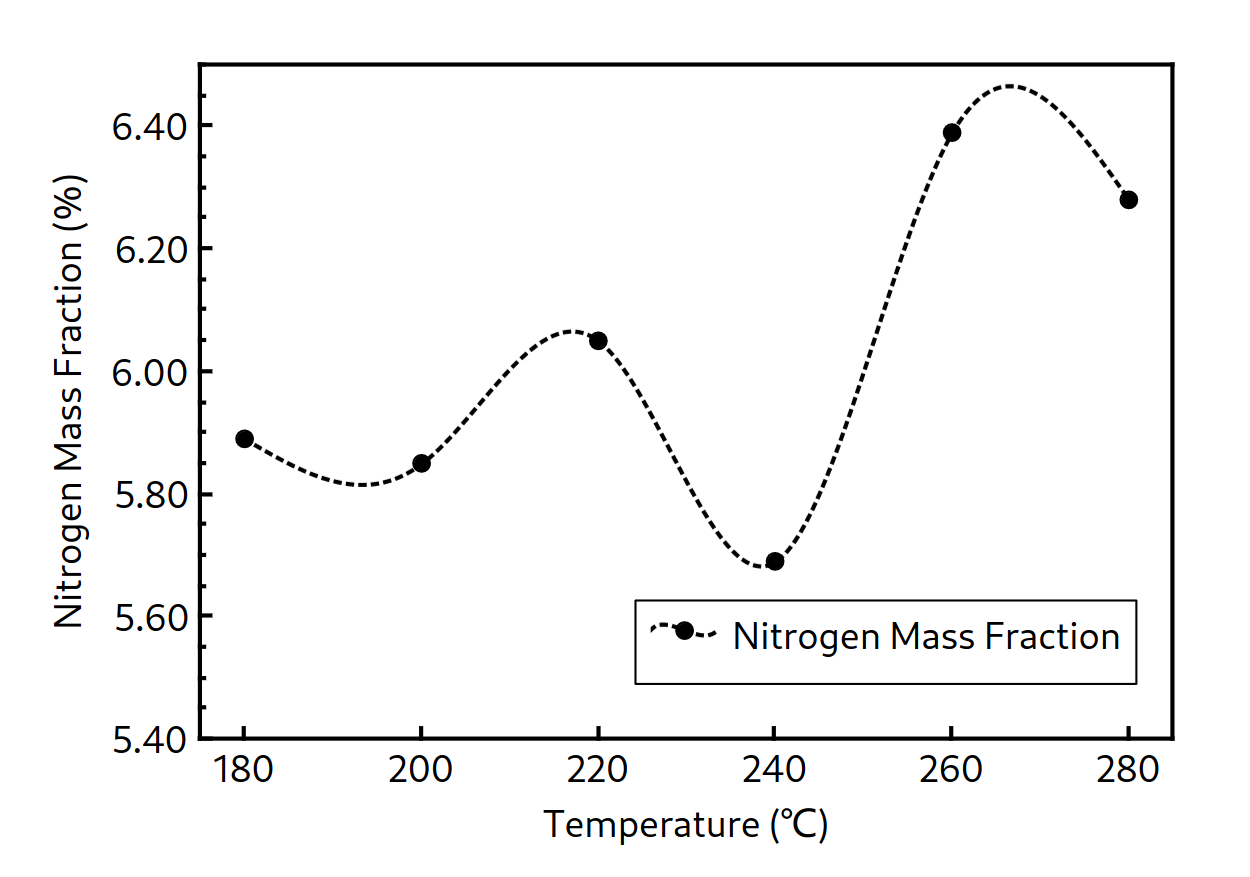 Nitrogen Mass Fraction (%)
6.40
6.20
6.00
5.80
5.60
5.40
Nitrogen Mass Fraction
180 200 220 240 260 280
Temperature (℃)